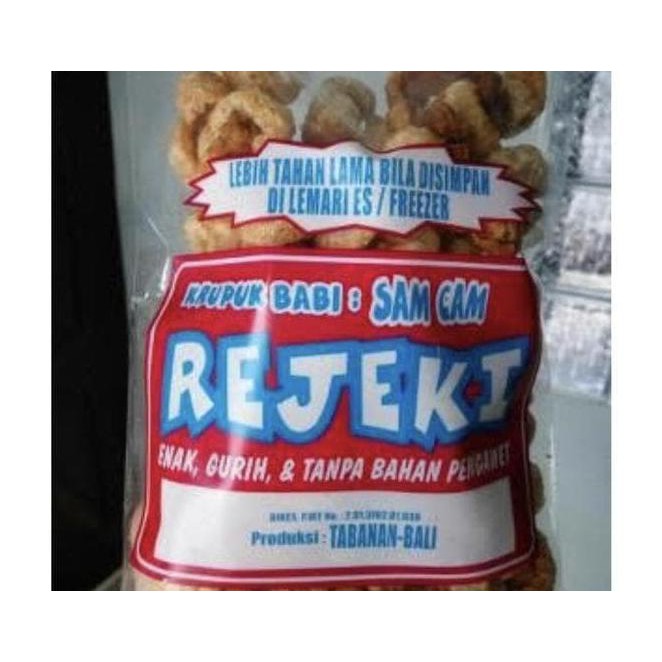 LEBIH TAHAN LAMA BILA DISIMPAN
DI LEMARI ES / FREEZER
KRUPUK BABI : SAM CAM
REJEKI
ENAK, GURIH, & TANPA BAHAN PENGAWET
Produksi : TABANAN-BALI